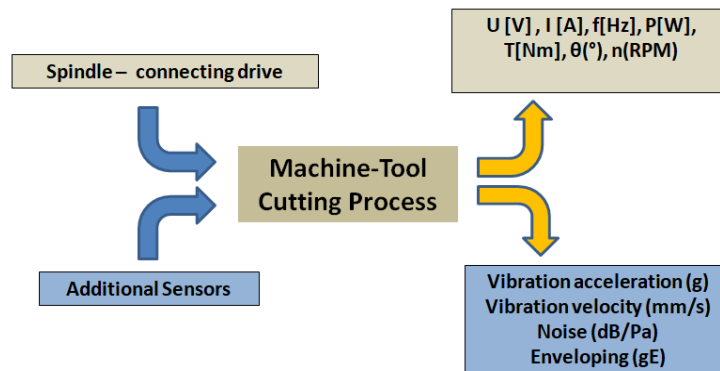 U [V] , I [A], f[Hz], P[W],
T[Nm], θ(°), n(RPM)
Spindle – connecting drive
Machine-Tool
Cutting Process
Additional Sensors
Vibration acceleration (g)
Vibration velocity (mm/s)
Noise (dB/Pa)
Enveloping (gE)